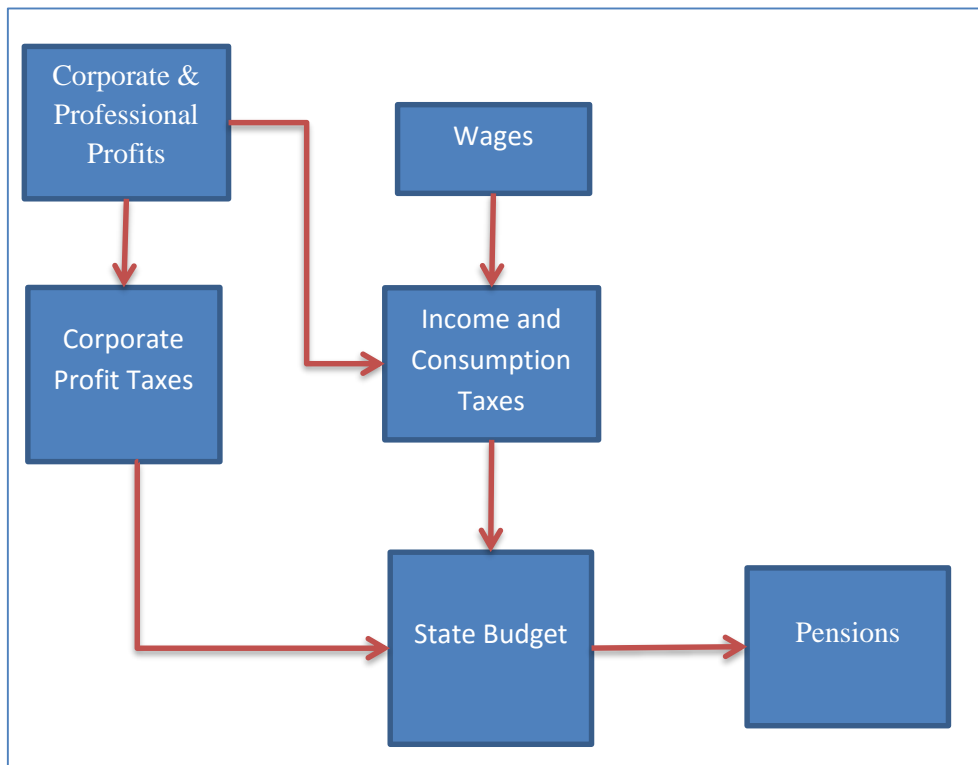 Corporate &
Professional
Profits
Wages
Corporate
Profit Taxes
Income and
Consumption
Taxes
State Budget
Pensions